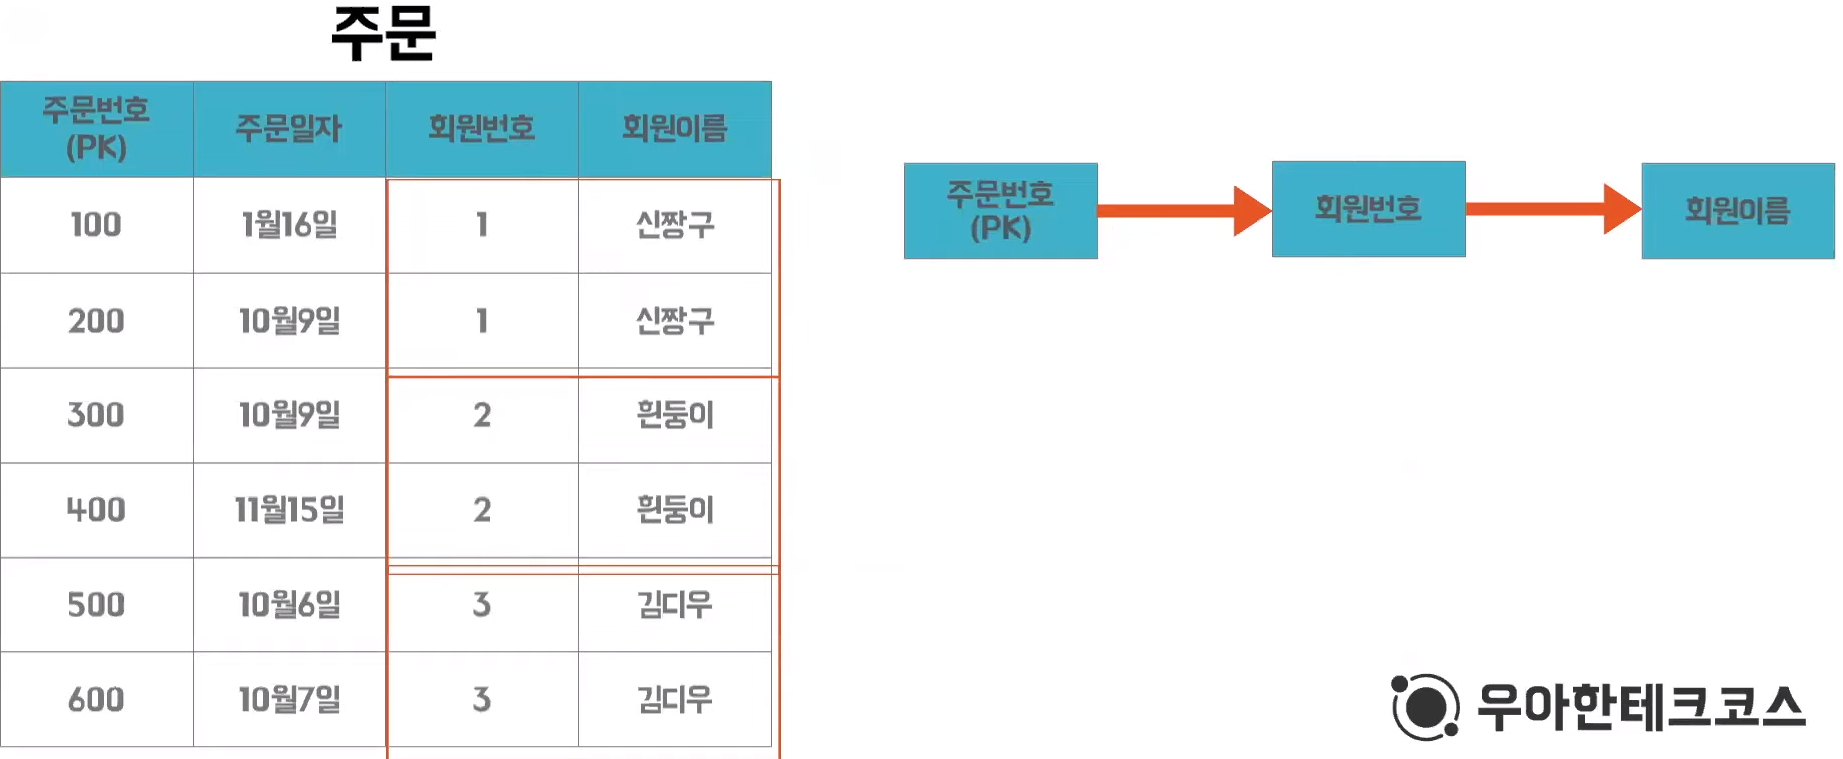 주문
주문번호
(PK)
주문일자
회원번호
회원이름
100
1월16일
1
신짱구
200
10월9일
1
신짱구
300
10월9일
2
흰둥이
400
11월15일
2
흰둥이
500
10월6일
3
김디우
600
10월7일
3
김디우
주문번호
(PK)
회원번호
회원이름
우아한테크코스